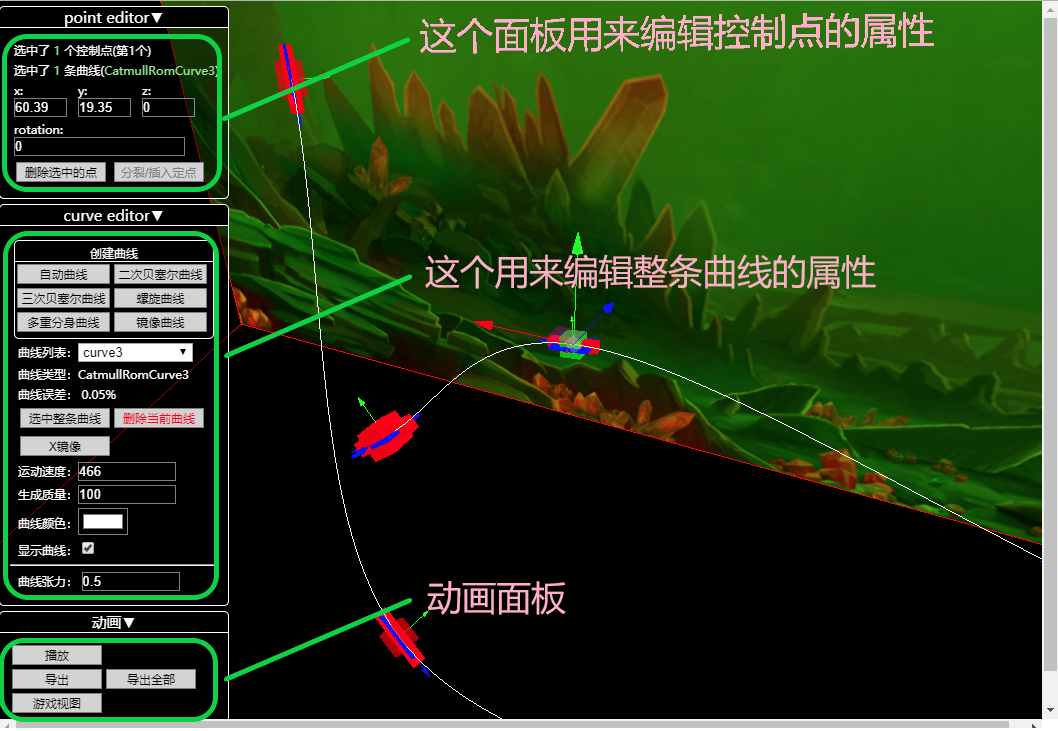 point editor▼
选中了 1 个控制点(第1个)
选中了 1 条曲线(CatmullRomCurve3)
x: y: z:
60.39 19.35 0
rotation:
0
删除选中的点 分裂/插入定点
curve editor▼
创建曲线
自动曲线 二次贝塞尔曲线
三次贝塞尔曲线 螺旋曲线
多重分身曲线 镜像曲线
曲线列表: curve3
曲线类型: CatmullRomCurve3
曲线误差: 0.05%
选中整条曲线 删除当前曲线
X镜像
运动速度: 466
生成质量: 100
曲线颜色:
显示曲线:
曲线张力: 0.5
动画▼
播放
导出 导出全部
游戏视图
这个面板用来编辑控制点的属性
这个用来编辑整条曲线的属性
动画面板